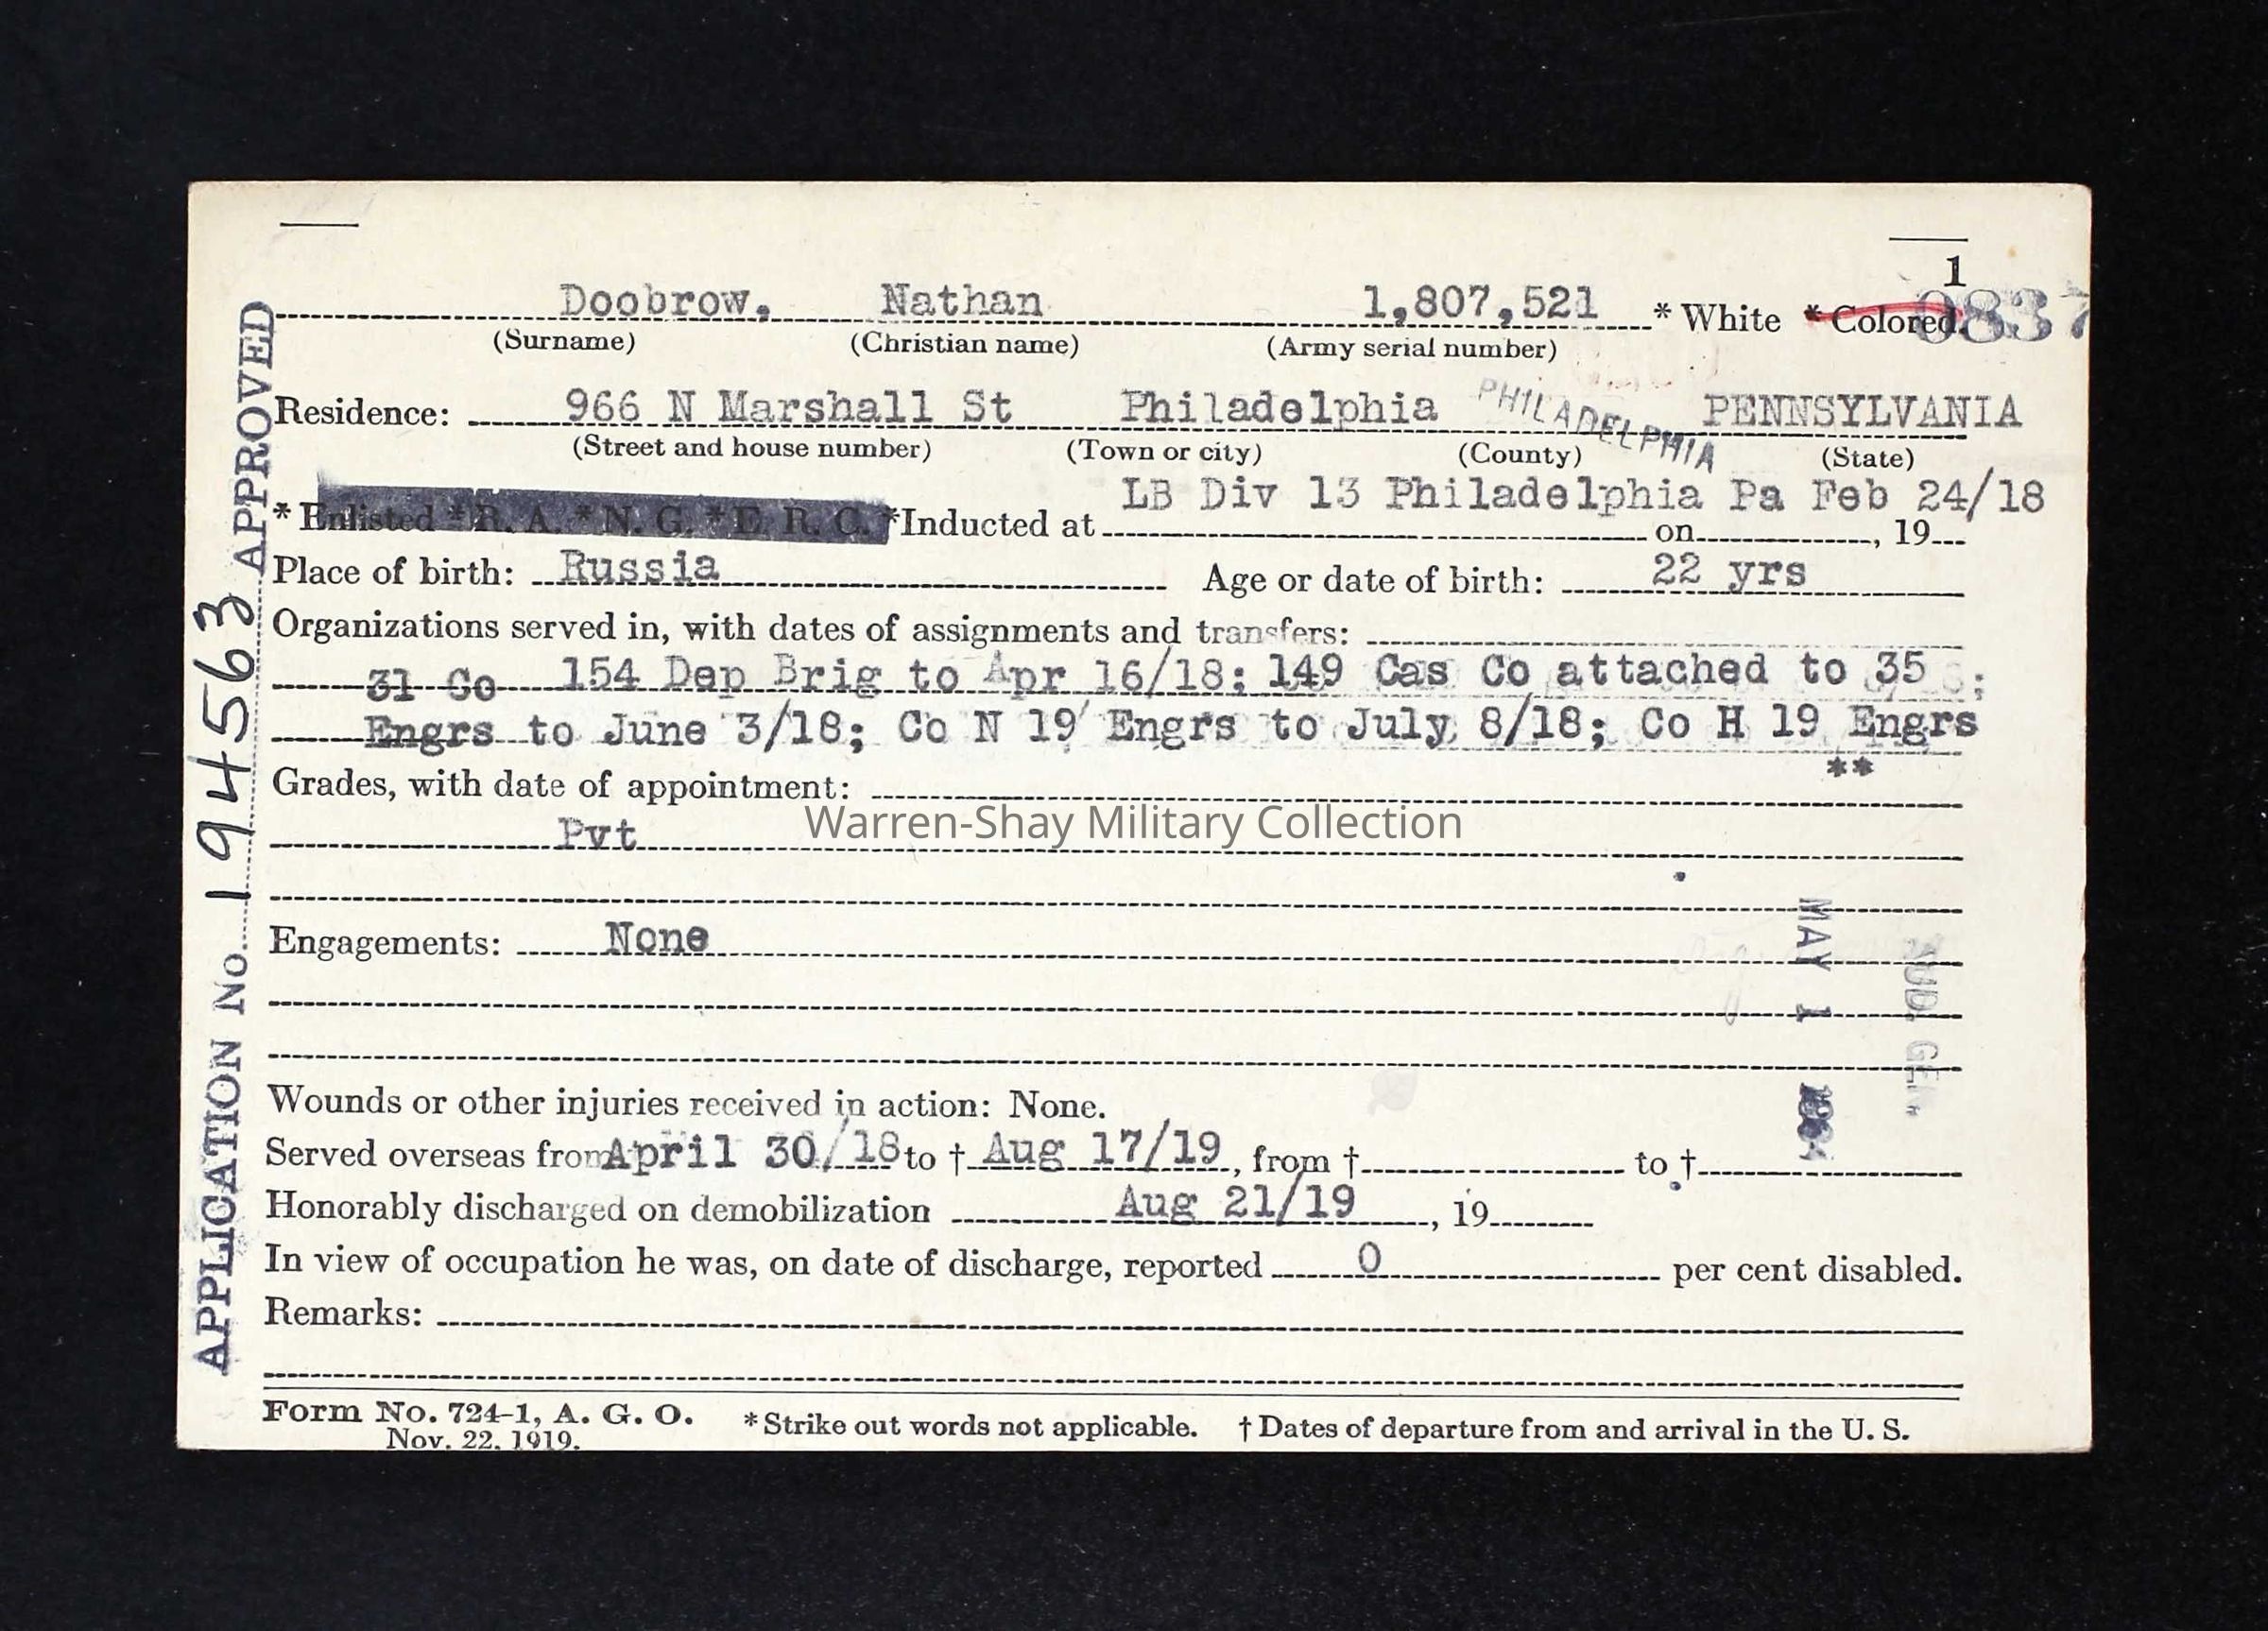 1
Doobrow, Nathan 1,807,521 * White * Colored. 0837
(Surname) (Christian name) (Army serial number)
Residence: 966 N Marshall St Philadelphia PHILADELPHIA PENNSYLVANIA
(Street and house number) (Town or city) (County) (State)
LB Div 13 Philadelphia Pa Feb 24/18
* Enlisted * R. A. * N. G. * E. R. C. *Inducted at on , 19
Place of birth: Russia Age or date of birth: 22 yrs
Organizations served in, with dates of assignments and transfers:
31 Co 154 Dep Brig to Apr 16/18; 149 Cas Co attached to 35 ;
Engrs to June 3/18; Co N 19 Engrs to July 8/18; Co H 19 Engrs
**
Grades, with date of appointment:
Warren-Shay Military Collection
Pvt
Engagements: None
Wounds or other injuries received in action: None.
Served overseas from April 30/18 to † Aug 17/19, from † to †
Honorably discharged on demobilization Aug 21/19, 19
In view of occupation he was, on date of discharge, reported 0 per cent disabled.
Remarks:
Form No. 724-1, A. G. O. * Strike out words not applicable. † Dates of departure from and arrival in the U. S.
Nov. 22, 1919.
APPLICATION No. 194563 APPROVED
MAY 1
GEN.